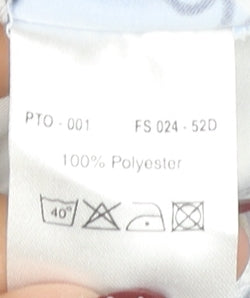 PTO - 001 FS 024 - 52D
100% Polyester
40°